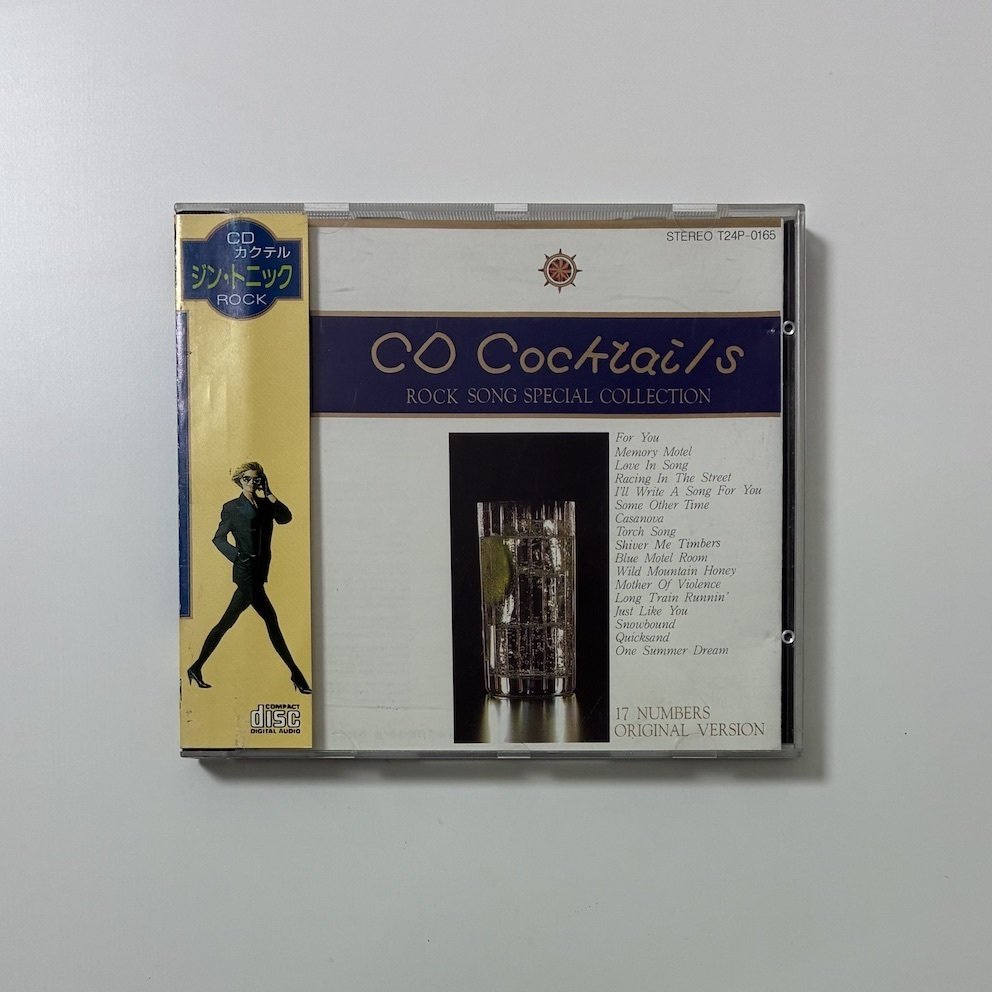 CD
カクテル
ジン・トニック
ROCK
COMPACT
disc
DIGITAL AUDIO
STEREO T24P-0165
CD Cocktails
ROCK SONG SPECIAL COLLECTION
For You
Memory Motel
Love In Song
Racing In The Street
I'll Write A Song For You
Some Other Time
Casanova
Torch Song
Shiver Me Timbers
Blue Motel Room
Wild Mountain Honey
Mother Of Violence
Long Train Runnin'
Just Like You
Snowbound
Quicksand
One Summer Dream
17 NUMBERS
ORIGINAL VERSION